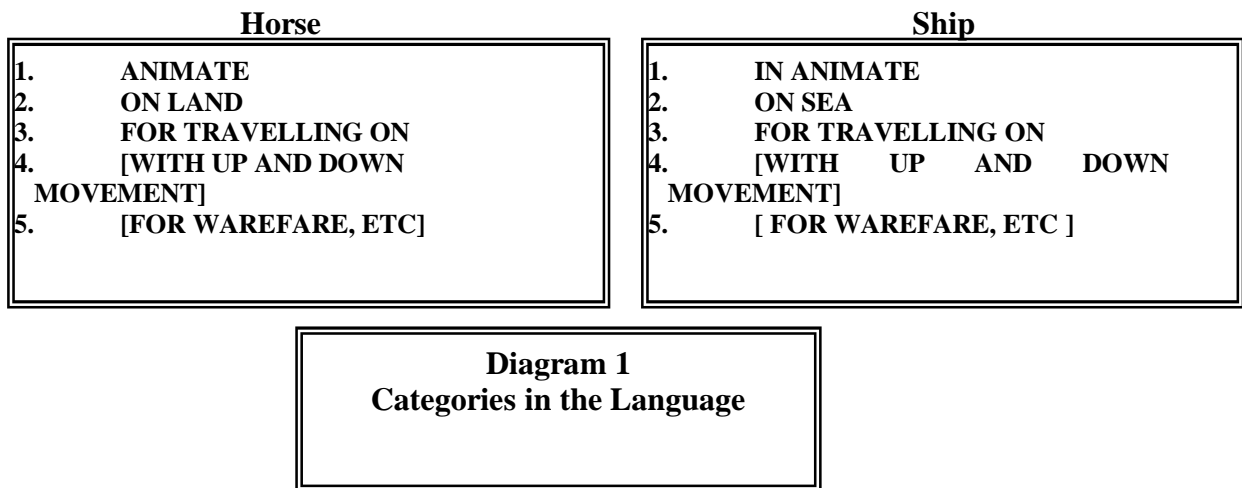 Horse
1. ANIMATE
2. ON LAND
3. FOR TRAVELLING ON
4. [WITH UP AND DOWN
MOVEMENT]
5. [FOR WAREFARE, ETC]
Ship
1. IN ANIMATE
2. ON SEA
3. FOR TRAVELLING ON
4. [WITH UP AND DOWN
MOVEMENT]
5. [ FOR WAREFARE, ETC ]
Diagram 1
Categories in the Language